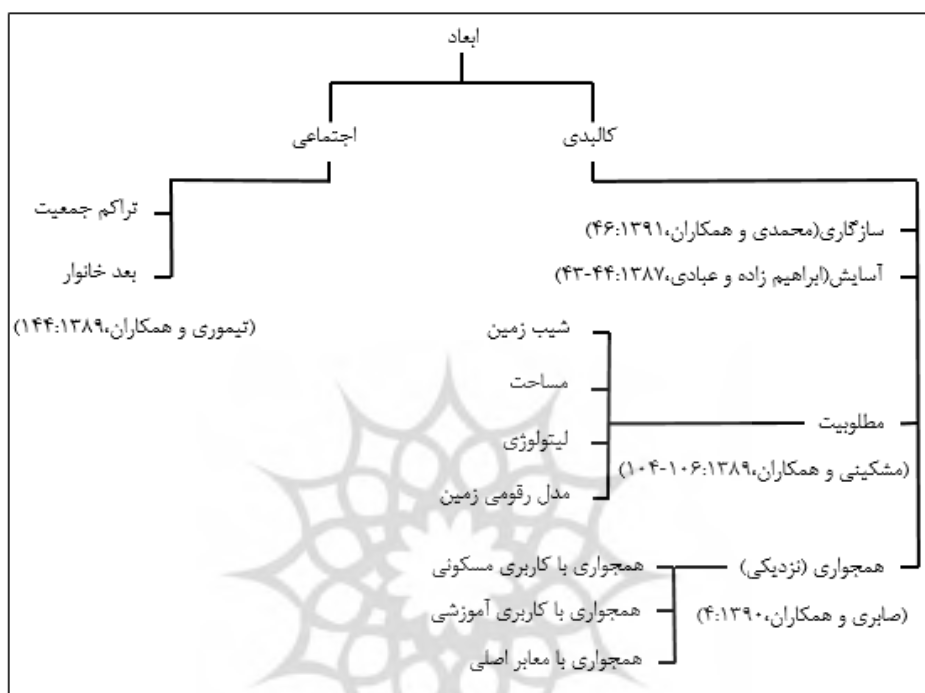 ابعاد
کالبدی
اجتماعی
سازگاری(محمدی و همکاران،۴۶:۱۳۹۱)
آسایش(ابراهیم زاده و عبادی،۱۳۸۷:۴۴-۴۳)
مطلوبیت
(مشکینی و همکاران،۱۳۸۹:۱۰۶-۱۰۴)
شیب زمین
مساحت
لیتولوژی
مدل رقومی زمین
همجواری (نزدیکی)
(صابری و همکاران،۴:۱۳۹۰)
همجواری با کاربری مسکونی
همجواری با کاربری آموزشی
همجواری با معابر اصلی
تراکم جمعیت
بعد خانوار
(تیموری و همکاران،۱۴۴:۱۳۸۹)